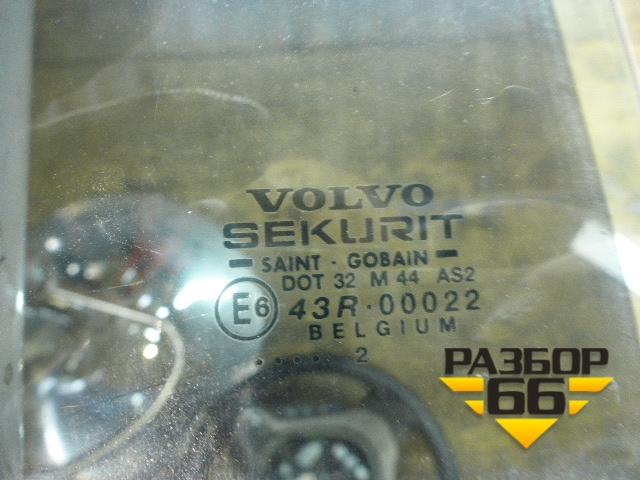 VOLVO
SEKURIT
SAINT - GOBAIN
DOT 32 M 44 AS2
E6 43R-00022
BELGIUM
.... 2
РАЗБОР
66